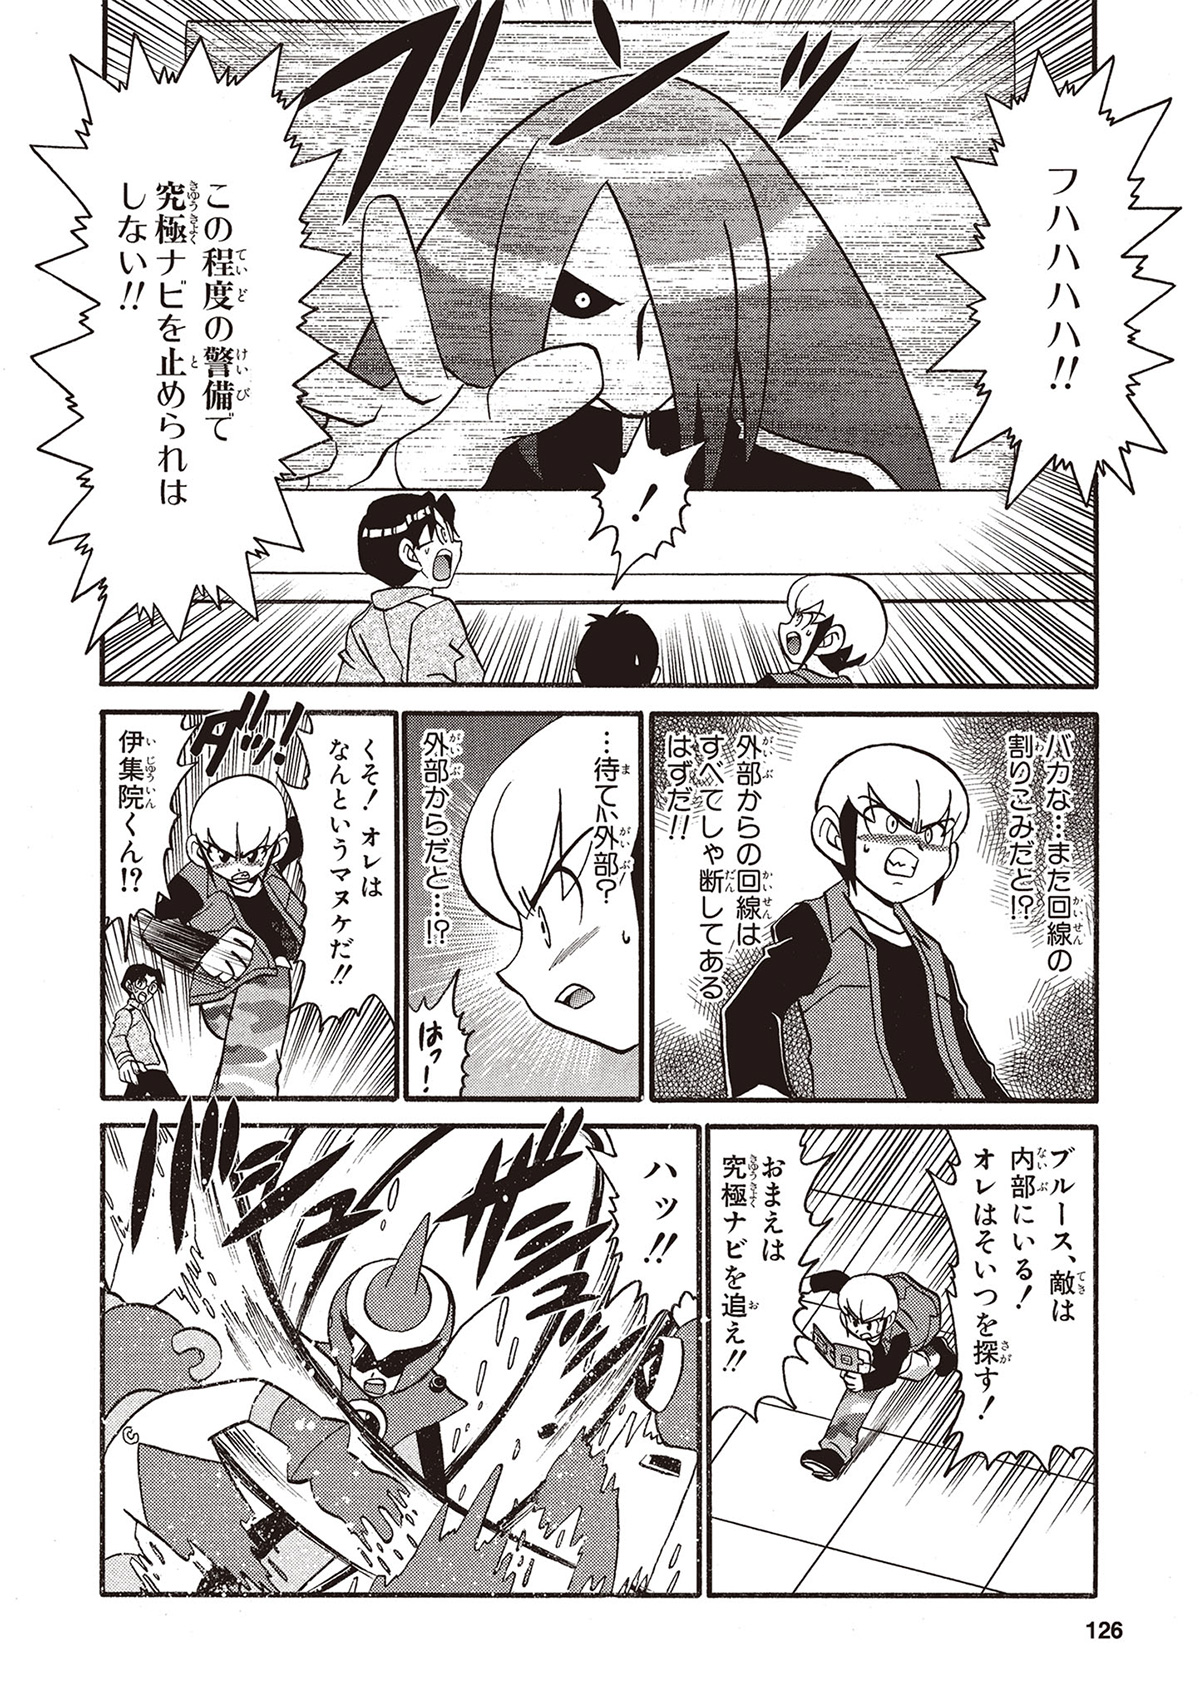 ブブン
フハハハハ!!
この程度の警備で
究極ナビを止められは
しない!!
!
バカな…また回線の
割りこみだと!?
外部からの回線は
すべてしゃ断してある
はずだ!!
…待て、外部?
外部からだと…!?
はっ!
くそ!オレは
なんというマヌケだ!!
ダッ!
伊集院くん!?
ブルース、敵は
内部にいる!
オレはそいつを探す!
おまえは
究極ナビを追え!!
ハッ!!
バシュ
126